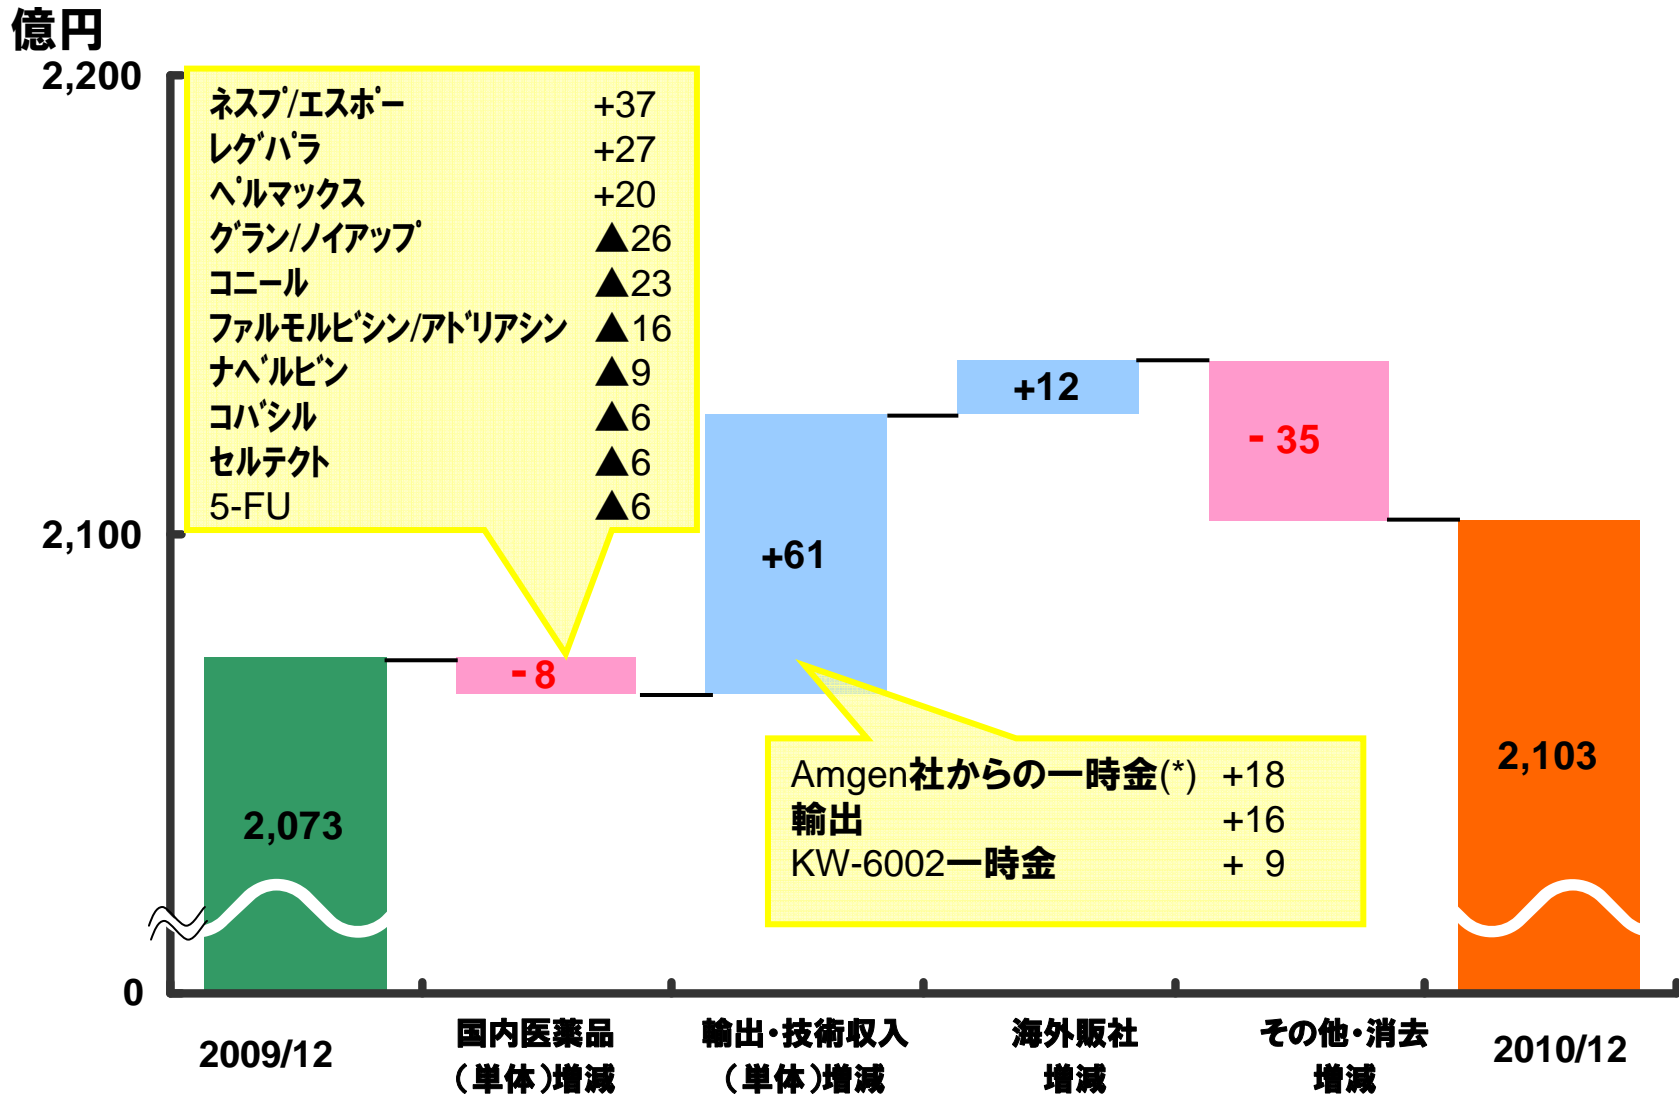 億円
2,200
ネスプ/エスポー +37
レグパラ +27
ペルマックス +20
グラン/ノイアップ ▲26
コニール ▲23
ファルモルビシン/アドリアシン ▲16
ナベルビン ▲9
コバシル ▲6
セルテクト ▲6
5-FU ▲6
+12
- 35
2,100
+61
- 8
Amgen社からの一時金(*) +18
輸出 +16
KW-6002一時金 + 9
2,103
2,073
0
2009/12
国内医薬品
（単体）増減
輸出・技術収入
（単体）増減
海外販社
増減
その他・消去
増減
2010/12